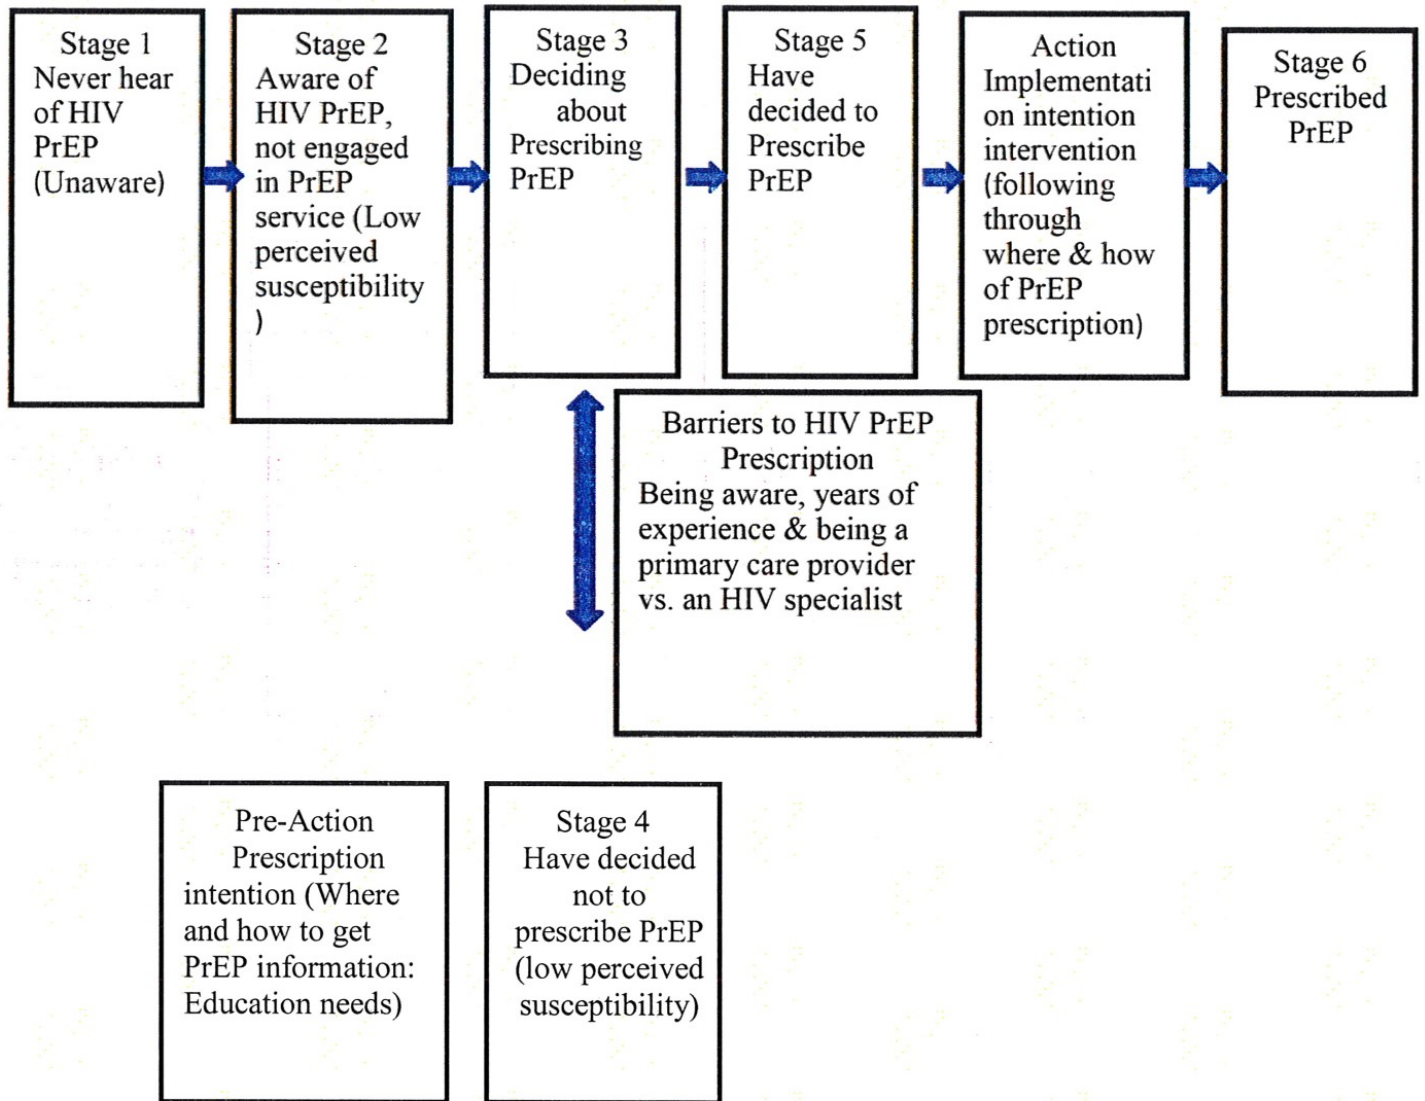 Stage 1
Never hear
of HIV
PrEP
(Unaware)
Stage 2
Aware of
HIV PrEP,
not engaged
in PrEP
service (Low
perceived
susceptibility
)
Stage 3
Deciding
about
Prescribing
PrEP
Stage 5
Have
decided to
Prescribe
PrEP
Action
Implementati
on intention
intervention
(following
through
where & how
of PrEP
prescription)
Stage 6
Prescribed
PrEP
Barriers to HIV PrEP
Prescription
Being aware, years of
experience & being a
primary care provider
vs. an HIV specialist
Pre-Action
Prescription
intention (Where
and how to get
PrEP information:
Education needs)
Stage 4
Have decided
not to
prescribe PrEP
(low perceived
susceptibility)